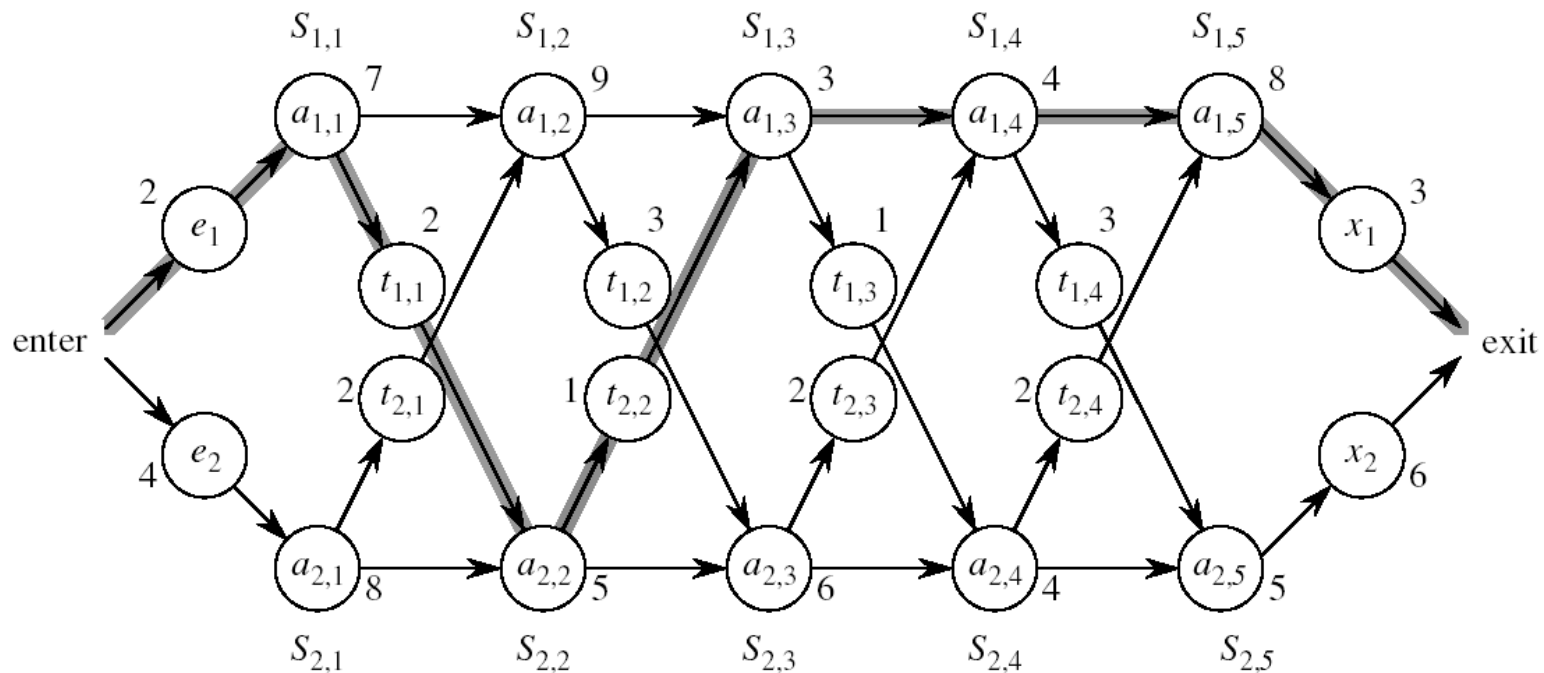 S1,1 S1,2 S1,3 S1,4 S1,5
7 9 3 4 8
a1,1 a1,2 a1,3 a1,4 a1,5
2 3
e1 2 3 1 3 x1
t1,1 t1,2 t1,3 t1,4
enter exit
2 t2,1 1 t2,2 2 t2,3 2 t2,4
e2 x2
4 6
a2,1 a2,2 a2,3 a2,4 a2,5
8 5 6 4 5
S2,1 S2,2 S2,3 S2,4 S2,5